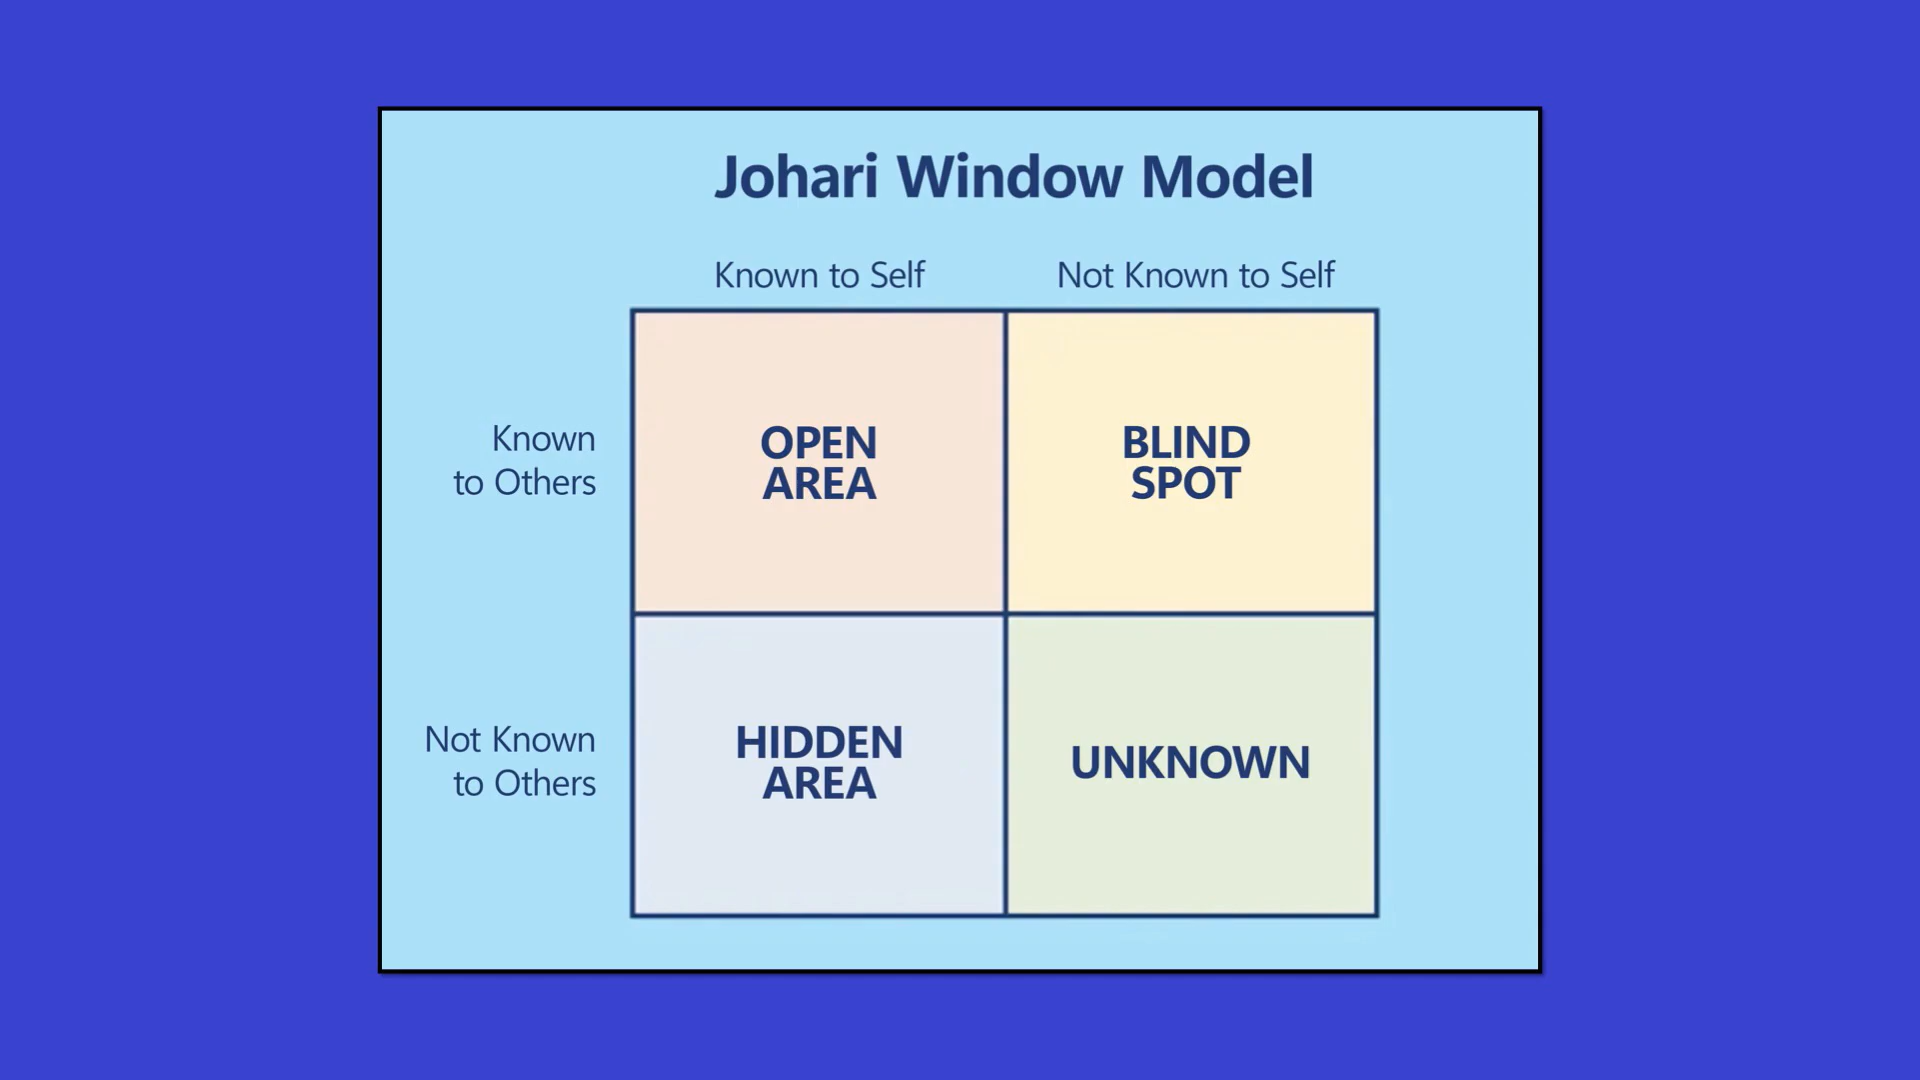 Johari Window Model
Known to Self
Not Known to Self
Known
to Others
OPEN
AREA
BLIND
SPOT
Not Known
to Others
HIDDEN
AREA
UNKNOWN